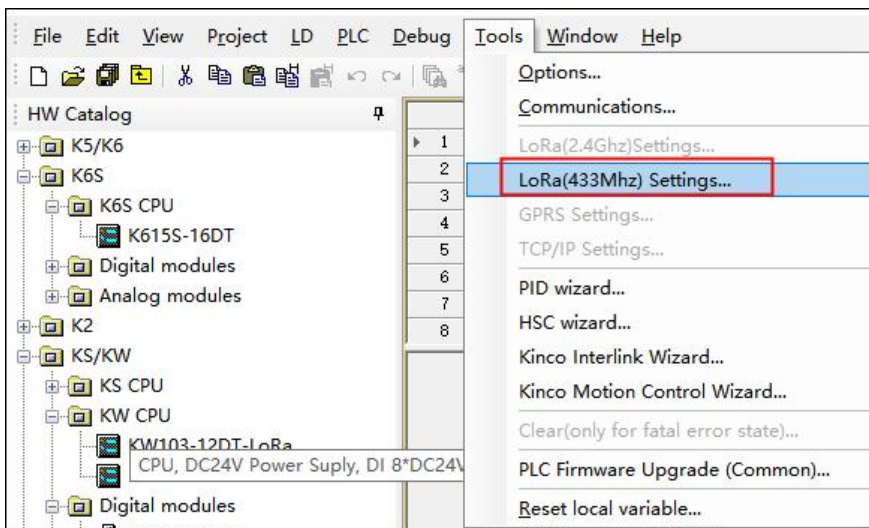 File Edit View Project LD PLC Debug Tools Window Help
HW Catalog
K5/K6
K6S
K6S CPU
K615S-16DT
Digital modules
Analog modules
K2
KS/KW
KS CPU
KW CPU
KW103-12DT-LoRa
CPU, DC24V Power Suply, DI 8*DC24V
Digital modules
1
2
3
4
5
6
7
8
Options...
Communications...
LoRa(2.4Ghz)Settings...
LoRa(433Mhz) Settings...
GPRS Settings...
TCP/IP Settings...
PID wizard...
HSC wizard...
Kinco Interlink Wizard...
Kinco Motion Control Wizard...
Clear(only for fatal error state)...
PLC Firmware Upgrade (Common)...
Reset local variable...